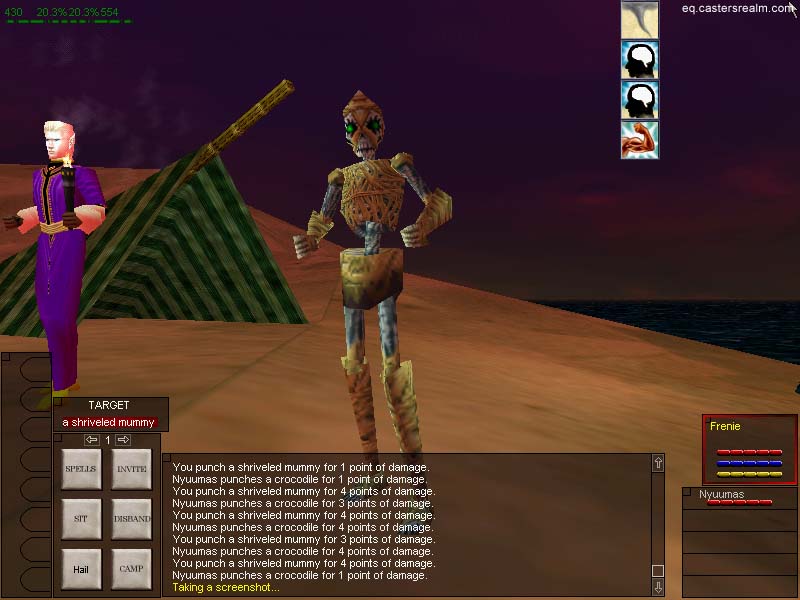 430 20.3%20.3%554
eq.castersrealm.com
TARGET
a shriveled mummy
1
SPELLS
INVITE
SIT
DISBAND
Hail
CAMP
You punch a shriveled mummy for 1 point of damage.
Nyuumas punches a crocodile for 1 point of damage.
You punch a shriveled mummy for 4 points of damage.
Nyuumas punches a crocodile for 3 points of damage.
You punch a shriveled mummy for 4 points of damage.
Nyuumas punches a crocodile for 4 points of damage.
You punch a shriveled mummy for 3 points of damage.
Nyuumas punches a crocodile for 4 points of damage.
You punch a shriveled mummy for 4 points of damage.
Nyuumas punches a crocodile for 1 point of damage.
Taking a screenshot...
Frenie
Nyuumas